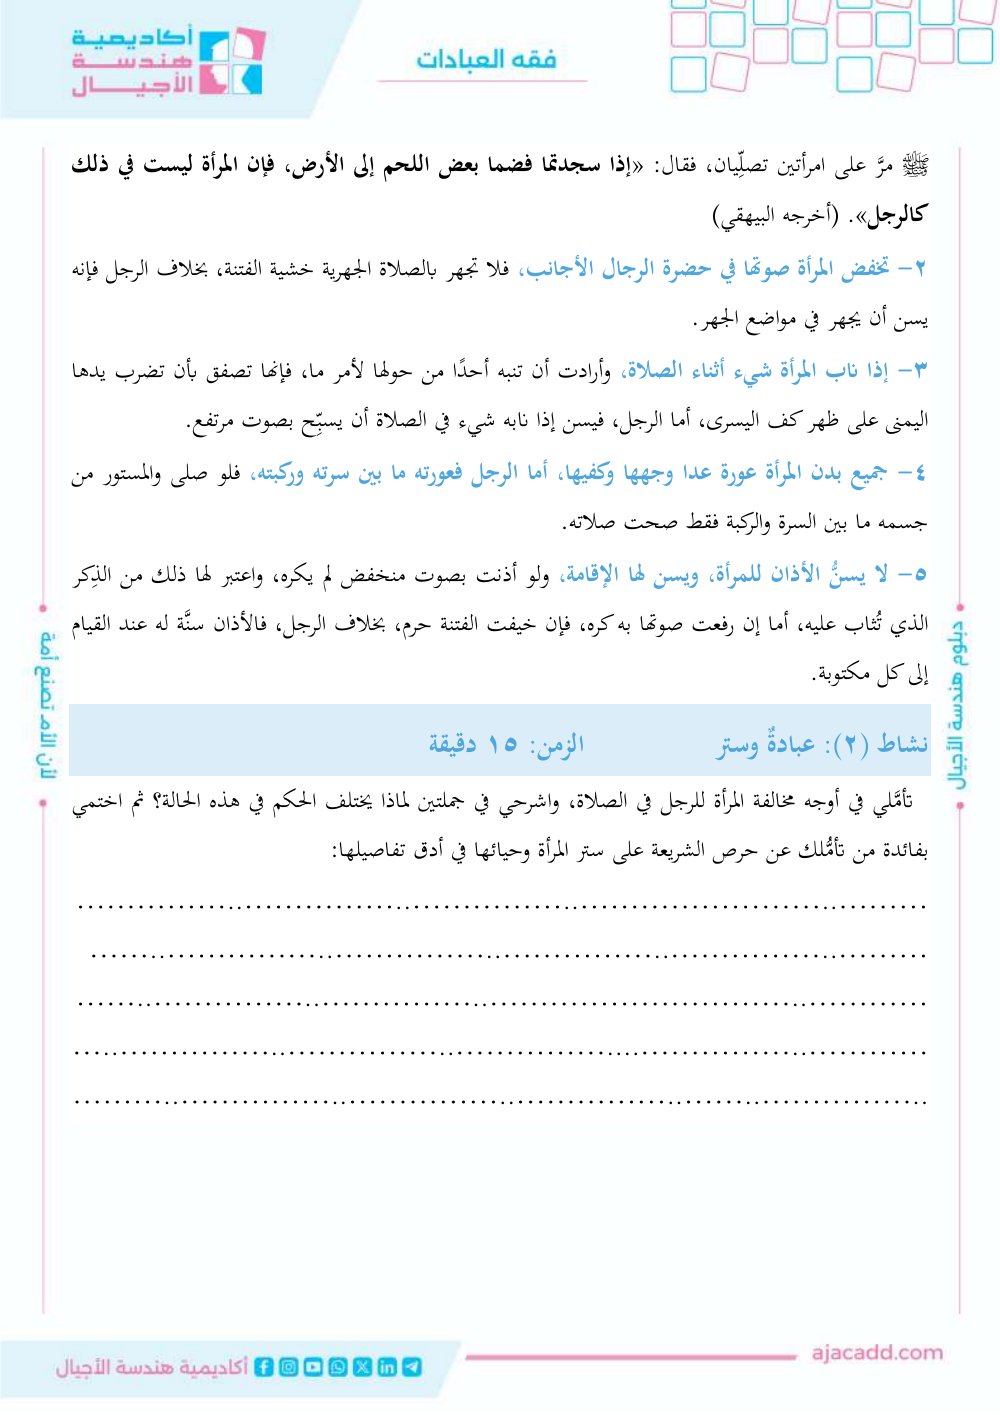 أكاديمية
هندسة
الأجيال
فقه العبادات
ﷺ مرَّ على امرأتين تصلِّيان، فقال: «إذا سجدتما فضما بعض اللحم إلى الأرض، فإن المرأة ليست في ذلك
كالرجل». (أخرجه البيهقي)
٢- تخفض المرأة صوتها في حضرة الرجال الأجانب، فلا تجهر بالصلاة الجهرية خشية الفتنة، بخلاف الرجل فإنه
يسن أن يجهر في مواضع الجهر.
٣- إذا ناب المرأة شيء أثناء الصلاة، وأرادت أن تنبه أحدًا من حولها لأمر ما، فإنها تصفق بأن تضرب يدها
اليمنى على ظهر كف اليسرى، أما الرجل، فيسن إذا نابه شيء في الصلاة أن يسبِّح بصوت مرتفع.
٤- جميع بدن المرأة عورة عدا وجهها وكفيها، أما الرجل فعورته ما بين سرته وركبته، فلو صلى والمستور من
جسمه ما بين السرة والركبة فقط صحت صلاته.
٥- لا يسنُّ الأذان للمرأة، ويسن لها الإقامة، ولو أذنت بصوت منخفض لم يكره، واعتبر لها ذلك من الذِكر
الذي تُثاب عليه، أما إن رفعت صوتها به كره، فإن خيفت الفتنة حرم، بخلاف الرجل، فالأذان سنَّة له عند القيام
إلى كل مكتوبة.
نشاط (٢): عبادةٌ وستر الزمن: ١٥ دقيقة
تأمَّلي في أوجه مخالفة المرأة للرجل في الصلاة، واشرحي في جملتين لماذا يختلف الحكم في هذه الحالة؟ ثم اختمي
بفائدة من تأمُّلك عن حرص الشريعة على ستر المرأة وحيائها في أدق تفاصيلها:
دبلوم هندسة الأجيال
لأن الأم تصنع أمة
أكاديمية هندسة الأجيال
ajacadd.com